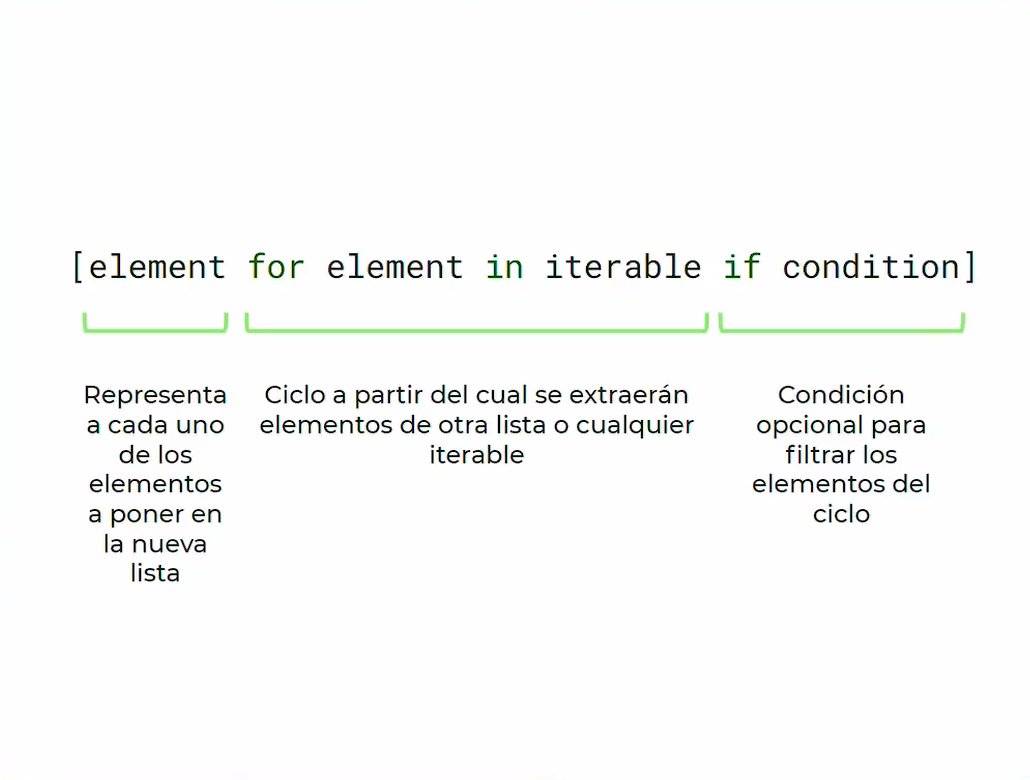 [element for element in iterable if condition]
Representa
a cada uno
de los
elementos
a poner en
la nueva
lista
Ciclo a partir del cual se extraerán
elementos de otra lista o cualquier
iterable
Condición
opcional para
filtrar los
elementos del
ciclo